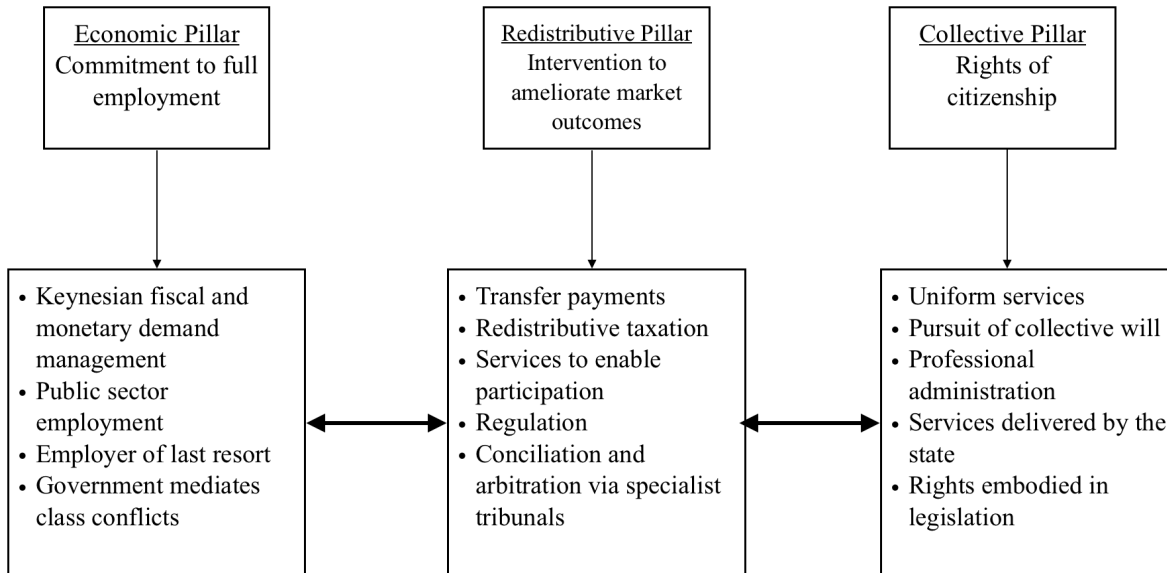 Economic Pillar
Commitment to full
employment
Redistributive Pillar
Intervention to
ameliorate market
outcomes
Collective Pillar
Rights of
citizenship
• Keynesian fiscal and
monetary demand
management
• Public sector
employment
• Employer of last resort
• Government mediates
class conflicts
• Transfer payments
• Redistributive taxation
• Services to enable
participation
• Regulation
• Conciliation and
arbitration via specialist
tribunals
• Uniform services
• Pursuit of collective will
• Professional
administration
• Services delivered by the
state
• Rights embodied in
legislation